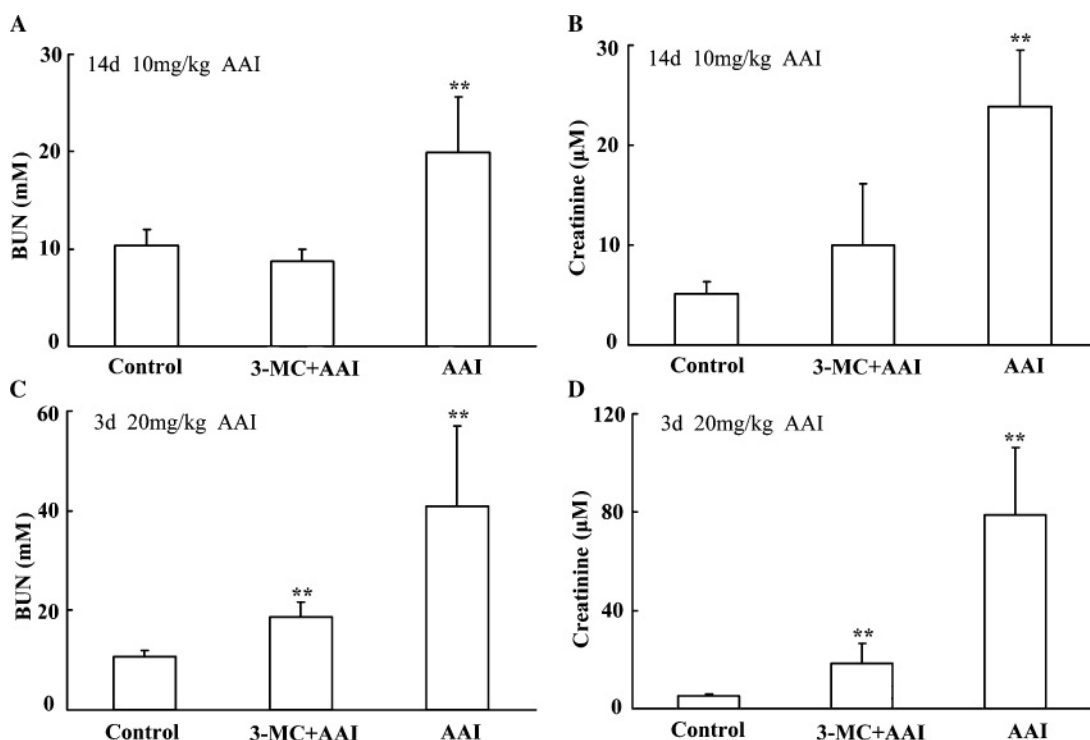 A
14d 10mg/kg AAI
BUN (mM)
30
20
10
0
**
Control
3-MC+AAI
AAI
B
14d 10mg/kg AAI
Creatinine (µM)
30
20
10
0
**
Control
3-MC+AAI
AAI
C
3d 20mg/kg AAI
BUN (mM)
60
40
20
0
**
**
Control
3-MC+AAI
AAI
D
3d 20mg/kg AAI
Creatinine (µM)
120
80
40
0
**
**
Control
3-MC+AAI
AAI